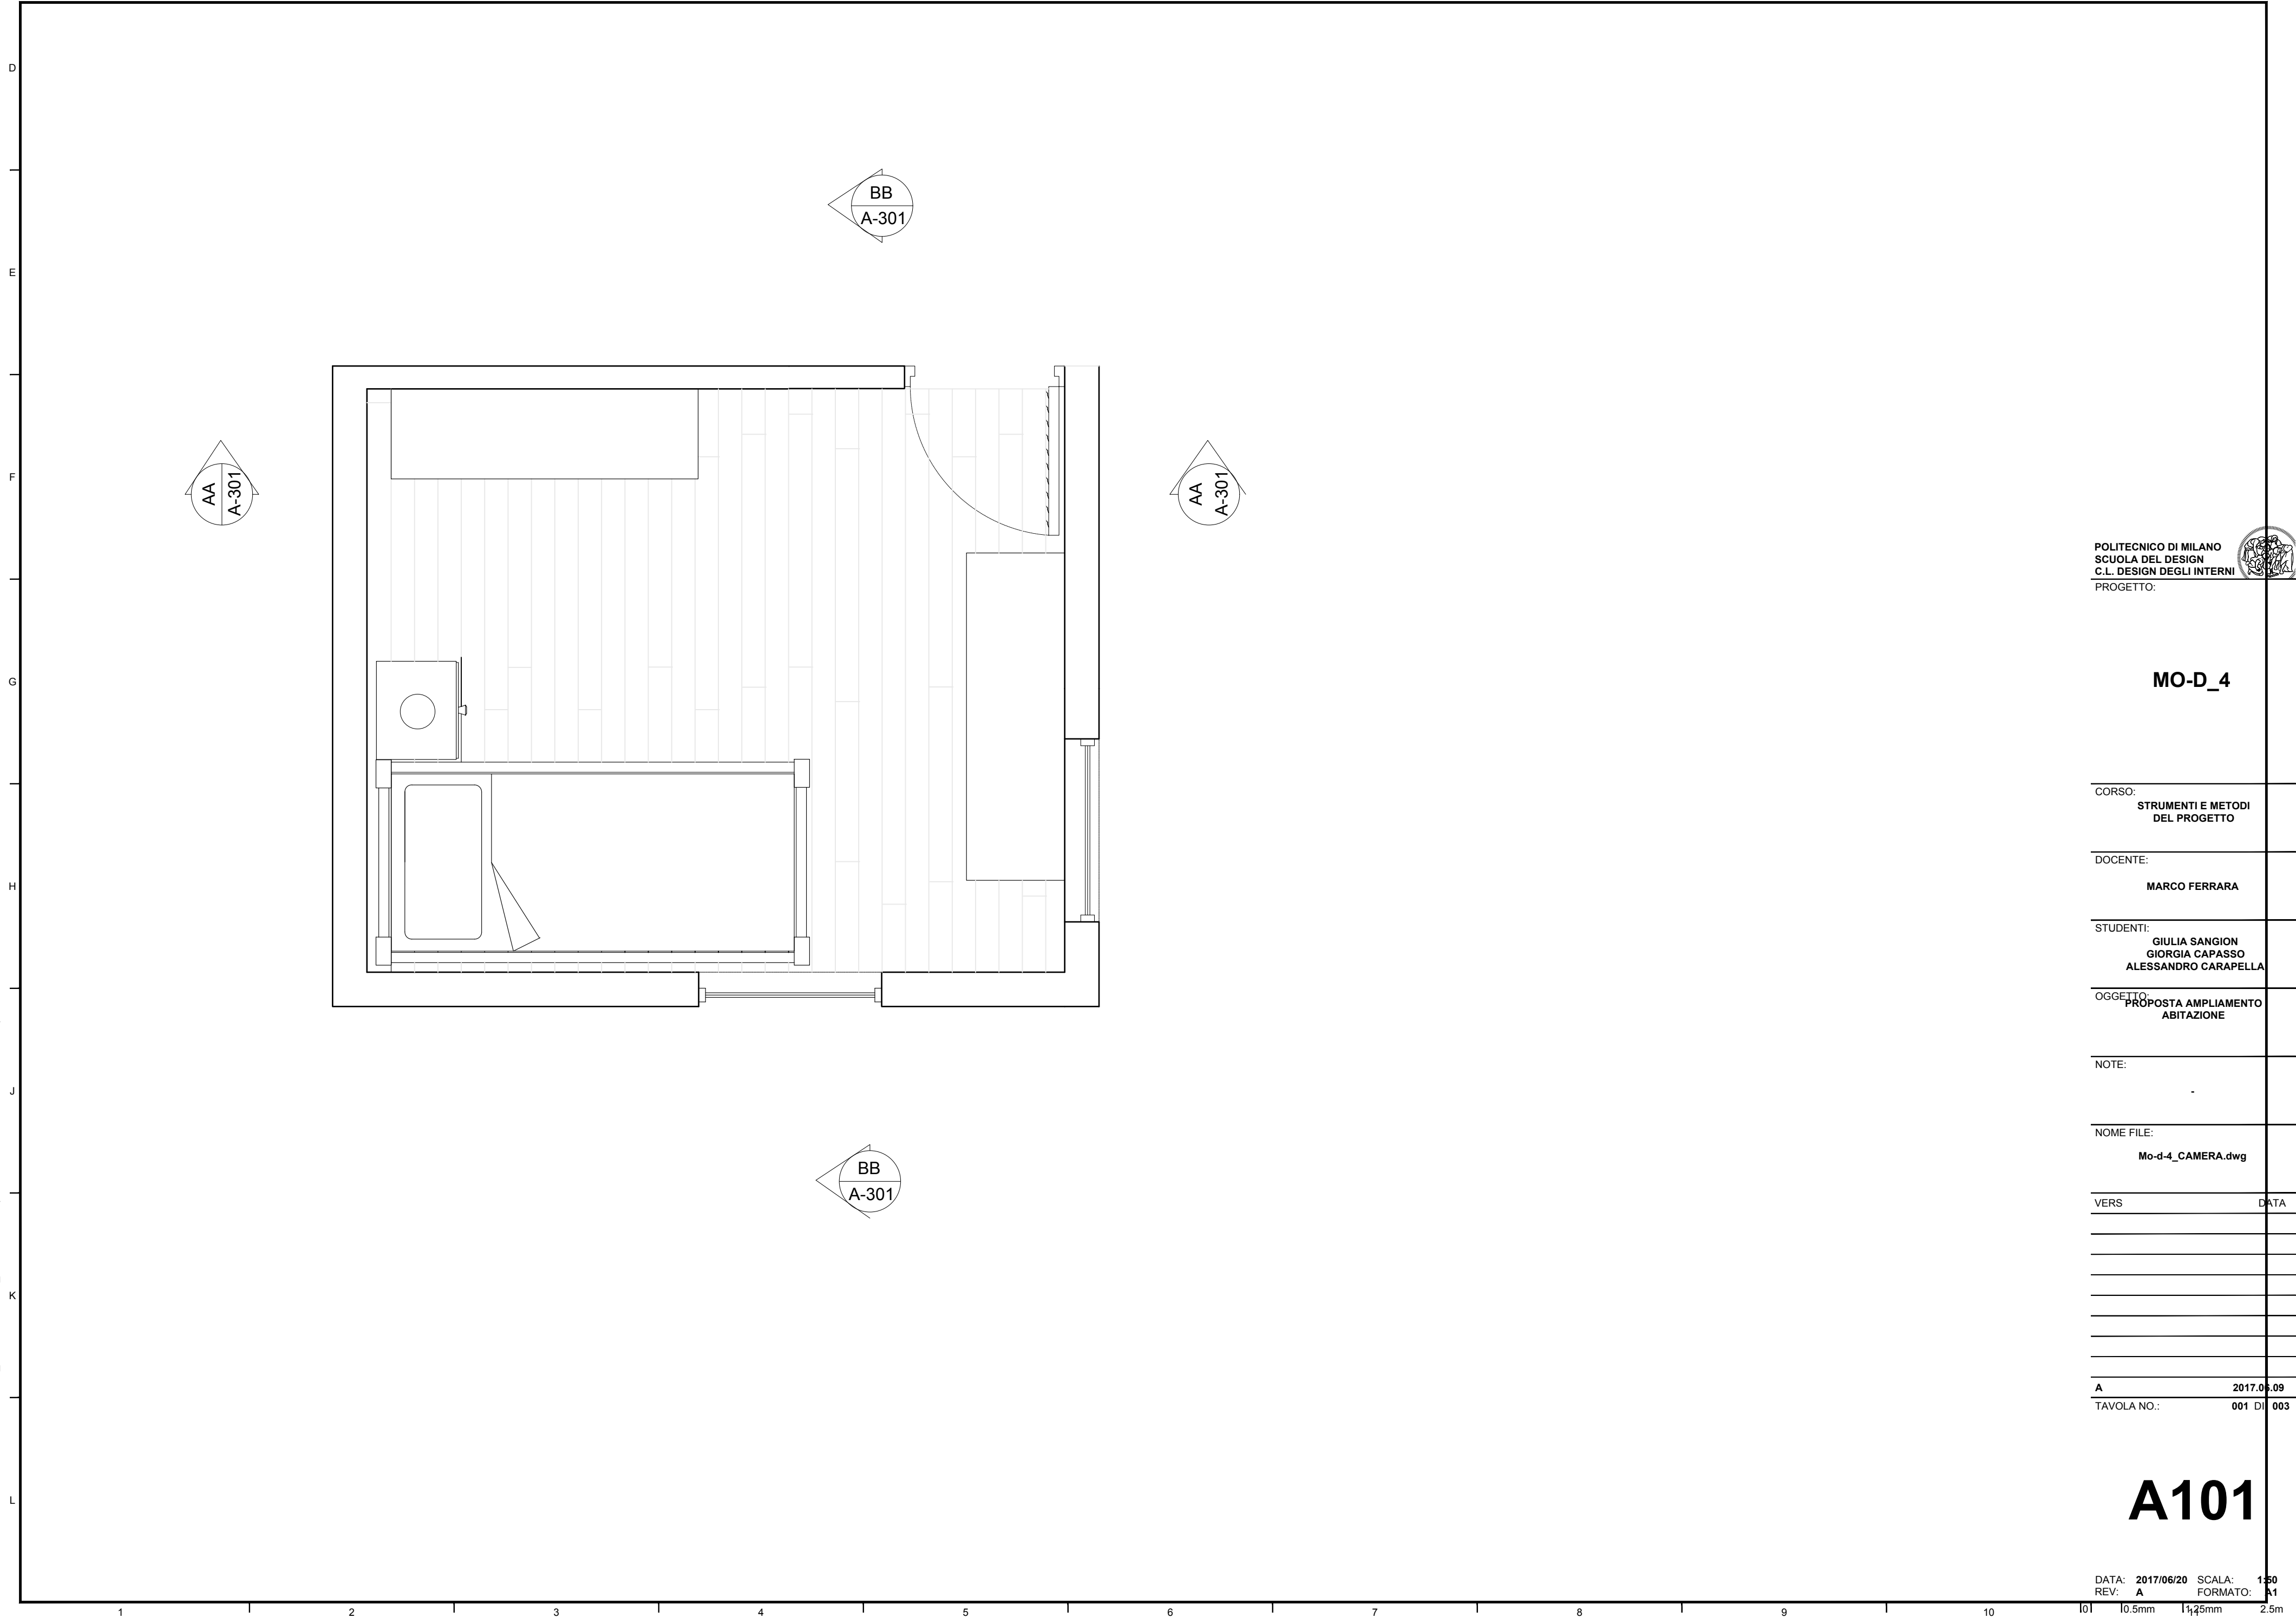 D
E
F
G
H
J
K
L
BB
A-301
AA
A-301
AA
A-301
BB
A-301
POLITECNICO DI MILANO
SCUOLA DEL DESIGN
C.L. DESIGN DEGLI INTERNI
PROGETTO:
MO-D_4
CORSO:
STRUMENTI E METODI
DEL PROGETTO
DOCENTE:
MARCO FERRARA
STUDENTI:
GIULIA SANGION
GIORGIA CAPASSO
ALESSANDRO CARAPELLA
OGGETTO:
PROPOSTA AMPLIAMENTO
ABITAZIONE
NOTE:
-
NOME FILE:
Mo-d-4_CAMERA.dwg
VERS DATA
A 2017.06.09
TAVOLA NO.: 001 DI 003
A101
DATA: 2017/06/20 SCALA: 1:50
REV: A FORMATO: A1
0 0.5mm 1.25mm 2.5m
1 2 3 4 5 6 7 8 9 10 11